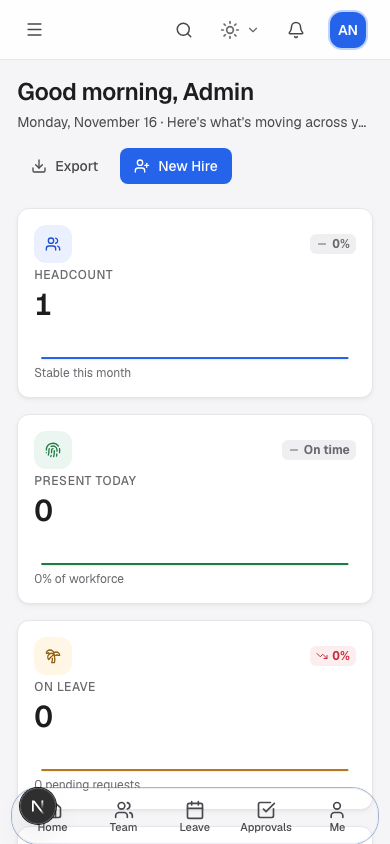 AN
Good morning, Admin
Monday, November 16 · Here's what's moving across y...
Export
New Hire
0%
HEADCOUNT
1
Stable this month
On time
PRESENT TODAY
0
0% of workforce
0%
ON LEAVE
0
0 pending requests
N
Home
Team
Leave
Approvals
Me